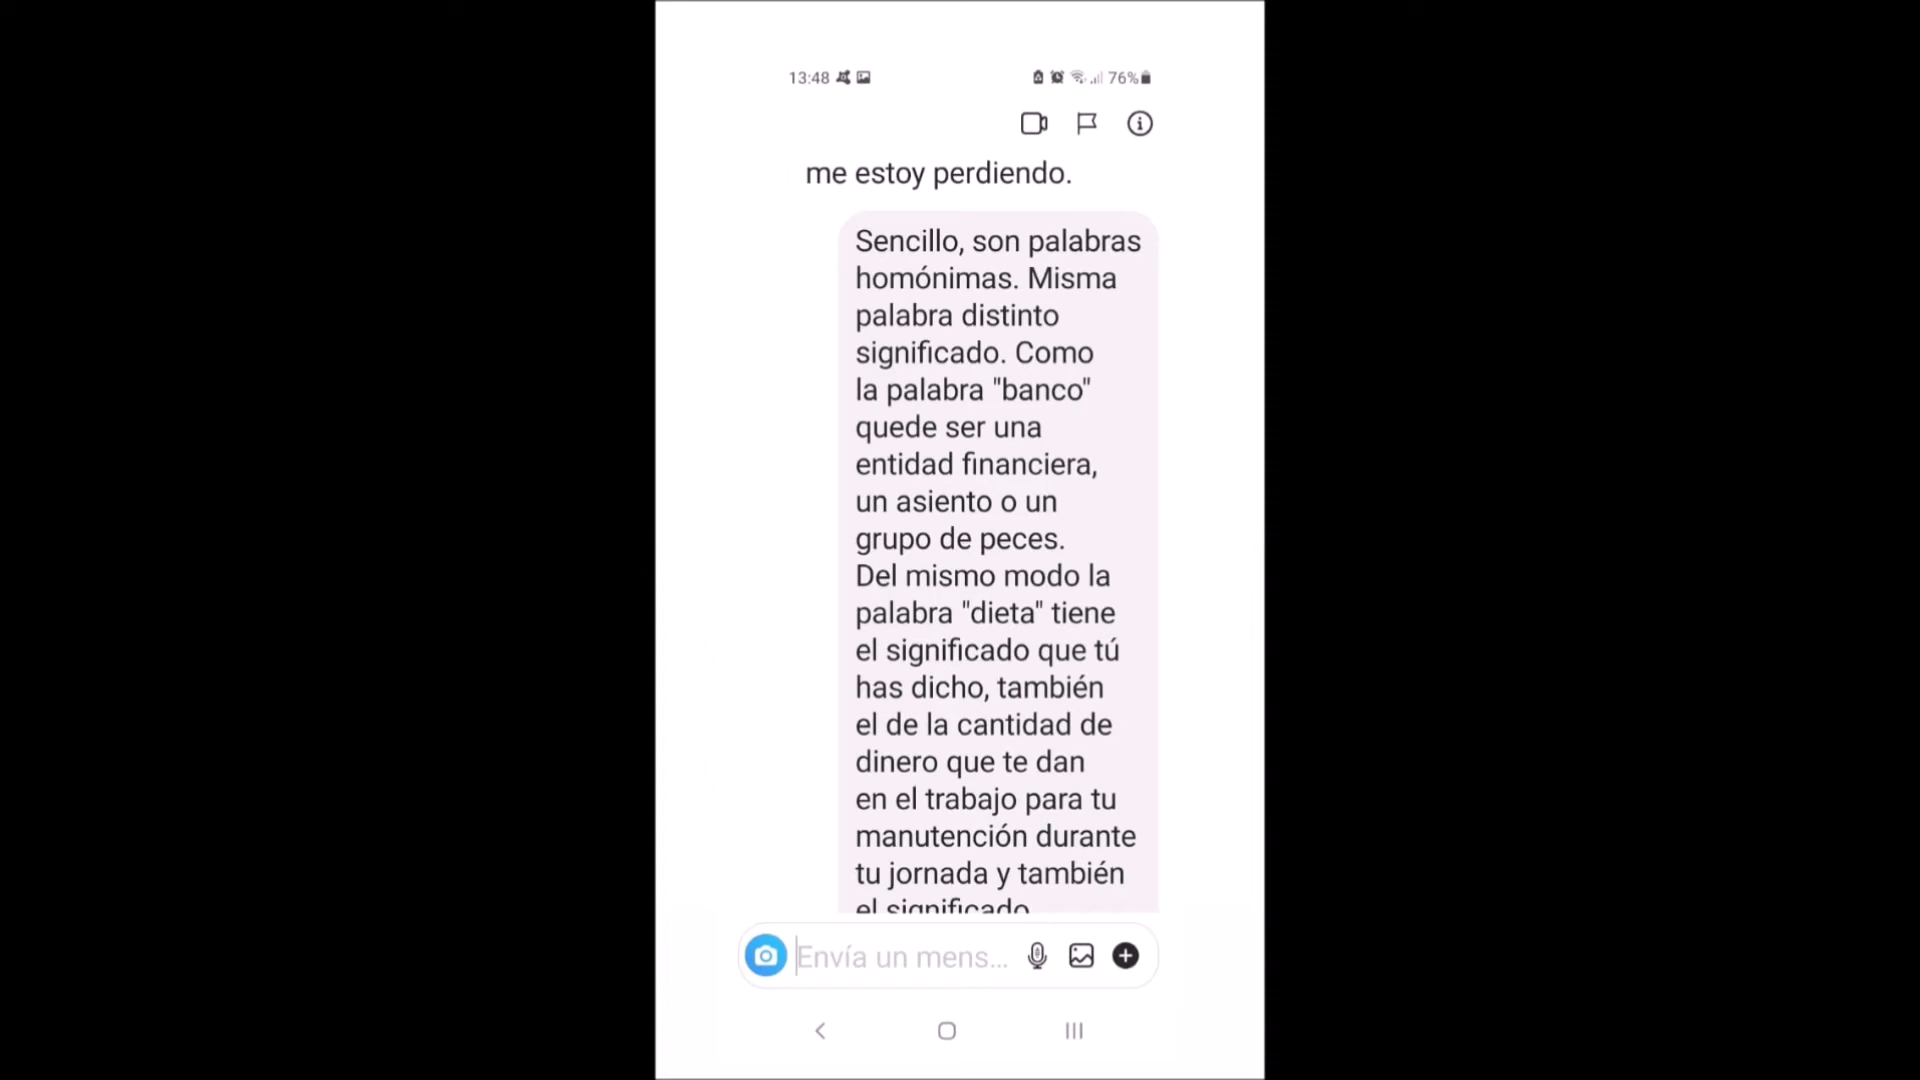 13:48
76%
me estoy perdiendo.
Sencillo, son palabras
homónimas. Misma
palabra distinto
significado. Como
la palabra "banco"
quede ser una
entidad financiera,
un asiento o un
grupo de peces.
Del mismo modo la
palabra "dieta" tiene
el significado que tú
has dicho, también
el de la cantidad de
dinero que te dan
en el trabajo para tu
manutención durante
tu jornada y también
el significado
Envía un mens...